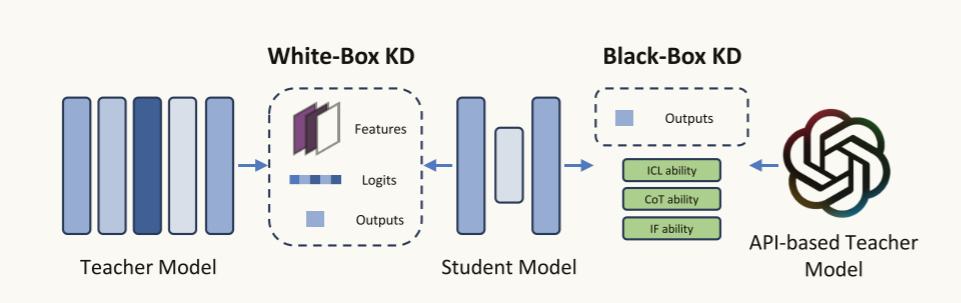 White-Box KD
Black-Box KD
Features
Logits
Outputs
Outputs
ICL ability
CoT ability
IF ability
Teacher Model
Student Model
API-based Teacher
Model